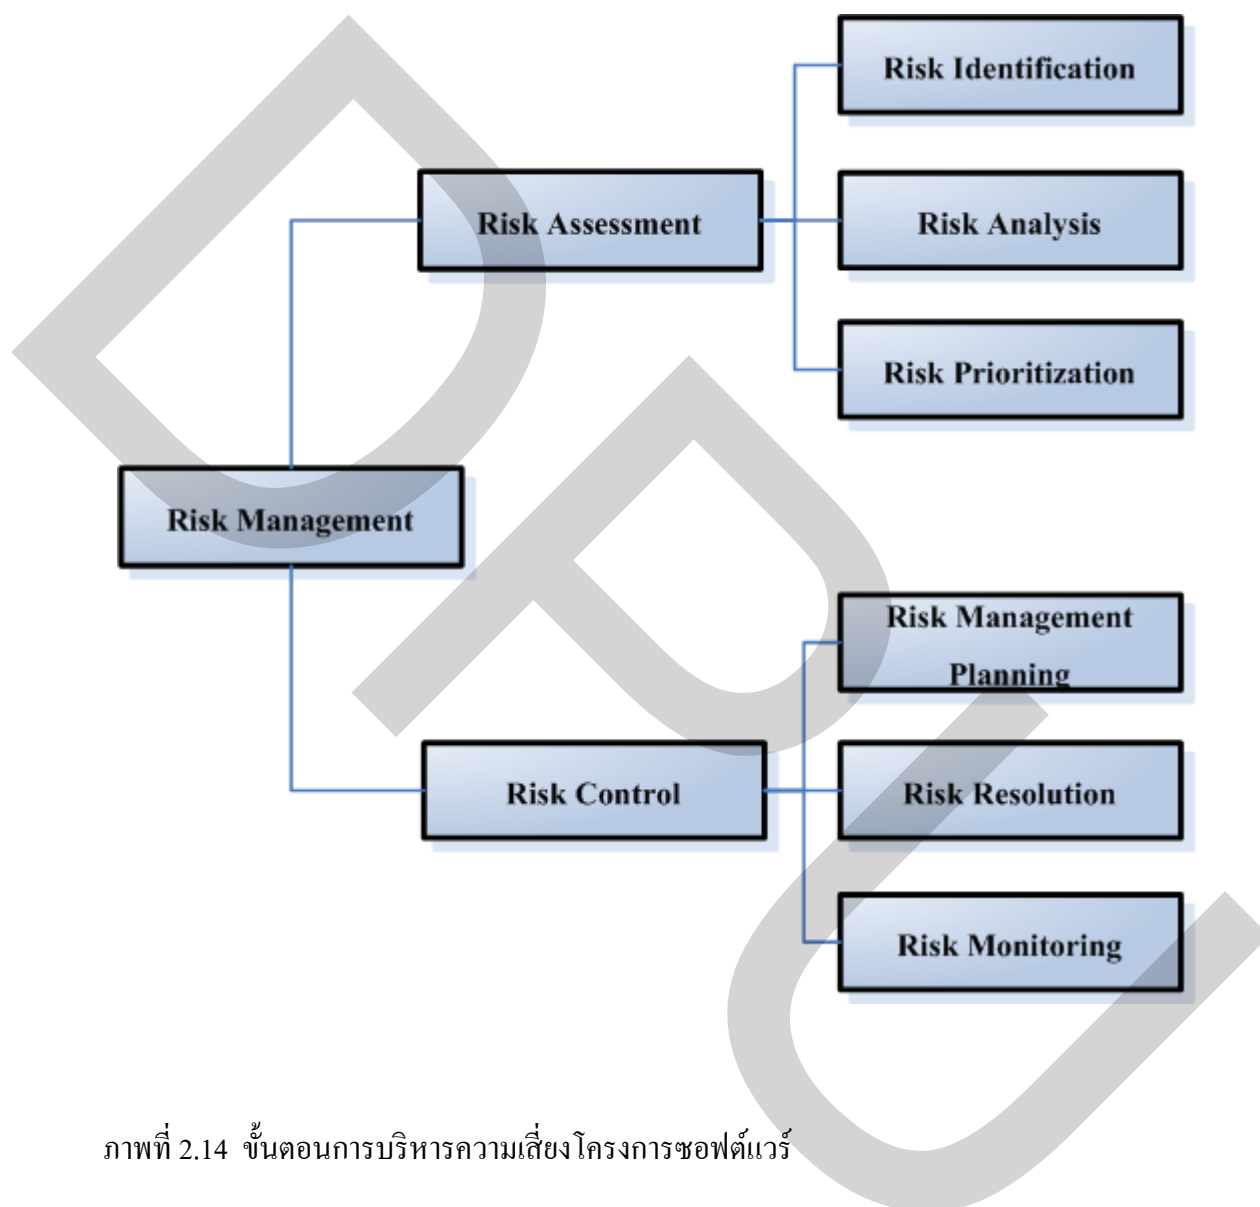 Risk Identification
Risk Assessment
Risk Analysis
Risk Prioritization
Risk Management
Risk Management
Planning
Risk Control
Risk Resolution
Risk Monitoring
DPU
ภาพที่ 2.14 ขั้นตอนการบริหารความเสี่ยงโครงการซอฟต์แวร์